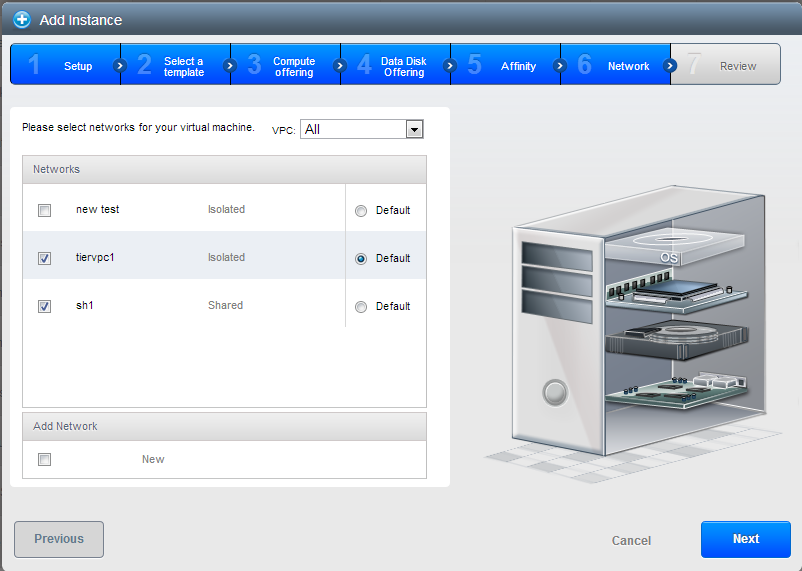 Add Instance
1 Setup
2 Select a
template
3 Compute
offering
4 Data Disk
Offering
5 Affinity
6 Network
7 Review
Please select networks for your virtual machine.
VPC: All
Networks
new test Isolated Default
tiervpc1 Isolated Default
sh1 Shared Default
Add Network
New
OS
Previous
Cancel
Next